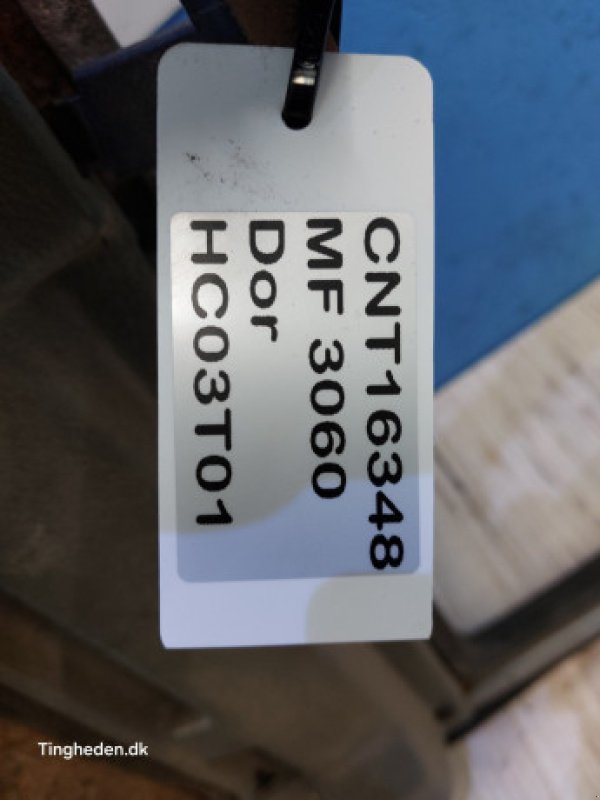 CNT16348
MF 3060
Dor
HC03T01
Tingheden.dk